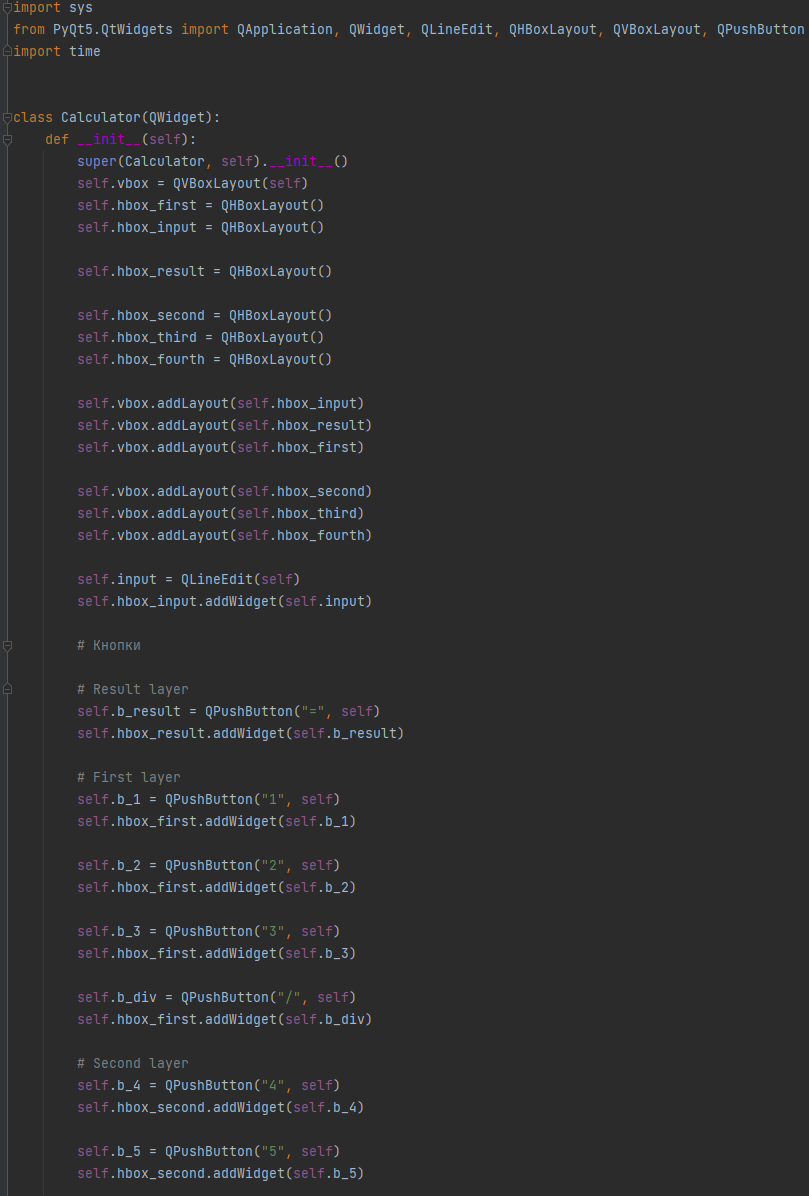 import sys
from PyQt5.QtWidgets import QApplication, QWidget, QLineEdit, QHBoxLayout, QVBoxLayout, QPushButton
import time
class Calculator(QWidget):
def __init__(self):
super(Calculator, self).__init__()
self.vbox = QVBoxLayout(self)
self.hbox_first = QHBoxLayout()
self.hbox_input = QHBoxLayout()
self.hbox_result = QHBoxLayout()
self.hbox_second = QHBoxLayout()
self.hbox_third = QHBoxLayout()
self.hbox_fourth = QHBoxLayout()
self.vbox.addLayout(self.hbox_input)
self.vbox.addLayout(self.hbox_result)
self.vbox.addLayout(self.hbox_first)
self.vbox.addLayout(self.hbox_second)
self.vbox.addLayout(self.hbox_third)
self.vbox.addLayout(self.hbox_fourth)
self.input = QLineEdit(self)
self.hbox_input.addWidget(self.input)
# Кнопки
# Result layer
self.b_result = QPushButton("=", self)
self.hbox_result.addWidget(self.b_result)
# First layer
self.b_1 = QPushButton("1", self)
self.hbox_first.addWidget(self.b_1)
self.b_2 = QPushButton("2", self)
self.hbox_first.addWidget(self.b_2)
self.b_3 = QPushButton("3", self)
self.hbox_first.addWidget(self.b_3)
self.b_div = QPushButton("/", self)
self.hbox_first.addWidget(self.b_div)
# Second layer
self.b_4 = QPushButton("4", self)
self.hbox_second.addWidget(self.b_4)
self.b_5 = QPushButton("5", self)
self.hbox_second.addWidget(self.b_5)